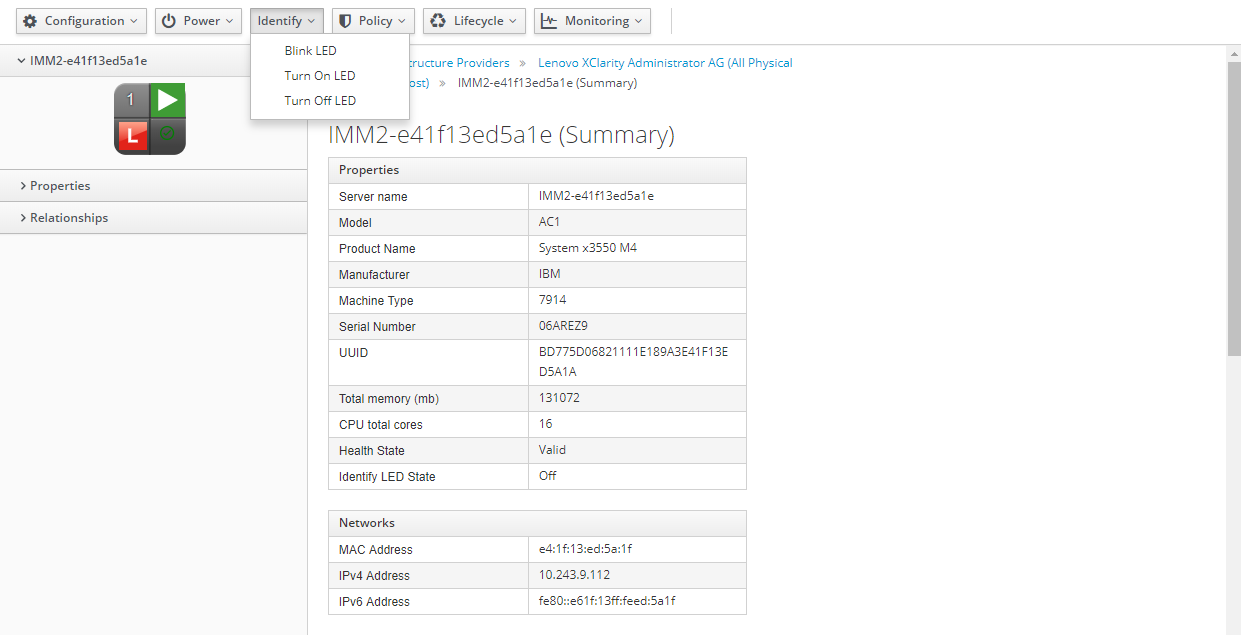 Configuration Power Identify Policy Lifecycle Monitoring
Blink LED
Turn On LED
Turn Off LED
IMM2-e41f13ed5a1e
1
L
Properties
Relationships
tructure Providers » Lenovo XClarity Administrator AG (All Physical
ost) » IMM2-e41f13ed5a1e (Summary)
IMM2-e41f13ed5a1e (Summary)
Properties
Server name IMM2-e41f13ed5a1e
Model AC1
Product Name System x3550 M4
Manufacturer IBM
Machine Type 7914
Serial Number 06AREZ9
UUID BD775D06821111E189A3E41F13E
D5A1A
Total memory (mb) 131072
CPU total cores 16
Health State Valid
Identify LED State Off
Networks
MAC Address e4:1f:13:ed:5a:1f
IPv4 Address 10.243.9.112
IPv6 Address fe80::e61f:13ff:feed:5a1f